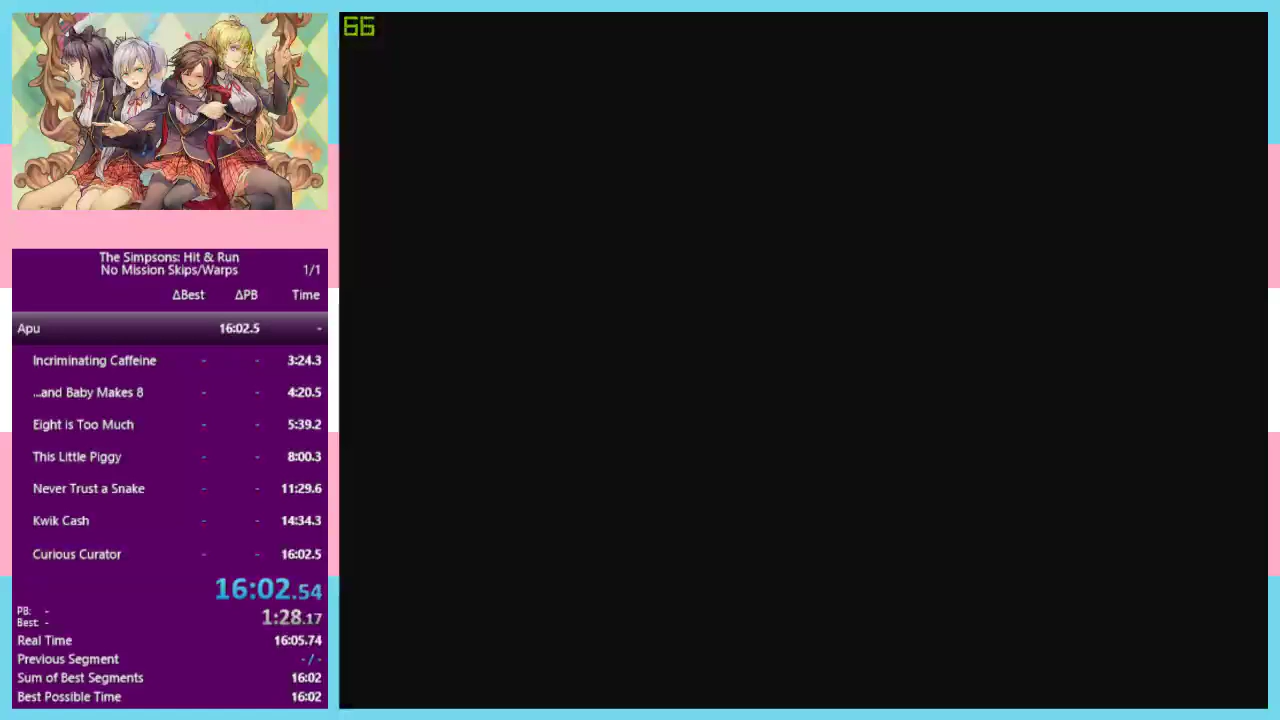 66
The Simpsons: Hit & Run
No Mission Skips/Warps 1/1
ΔBest ΔPB Time
Apu 16:02.5 -
Incriminating Caffeine - - 3:24.3
...and Baby Makes 8 - - 4:20.5
Eight is Too Much - - 5:39.2
This Little Piggy - - 8:00.3
Never Trust a Snake - - 11:29.6
Kwik Cash - - 14:34.3
Curious Curator - - 16:02.5
16:02.54
PB: -
Best: - 1:28.17
Real Time 16:05.74
Previous Segment - / -
Sum of Best Segments 16:02
Best Possible Time 16:02